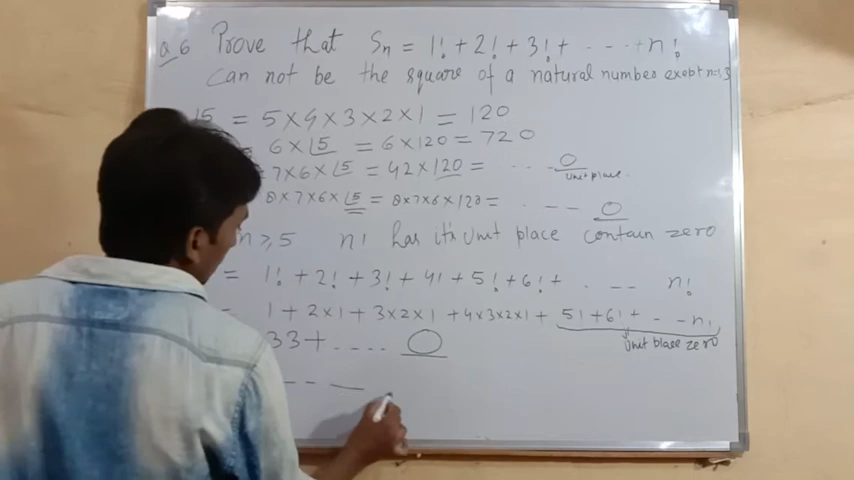 Q.6 Prove that Sn = 1! + 2! + 3! + - - - + n!
can not be the square of a natural number exept n=1,3
⌊5 = 5×4×3×2×1 = 120
6×⌊5 = 6×120 = 720
7×6×⌊5 = 42×120 = - - - 0
Unit place.
8×7×6×⌊5 = 8×7×6×120 = - - - 0
n ⩾ 5 n! has it's Unit place contain zero
= 1! + 2! + 3! + 4! + 5! + 6! + - - - n!
= 1 + 2×1 + 3×2×1 + 4×3×2×1 + 5! + 6! + - - n!
Unit place zero
33 + - - - - 0
- - —